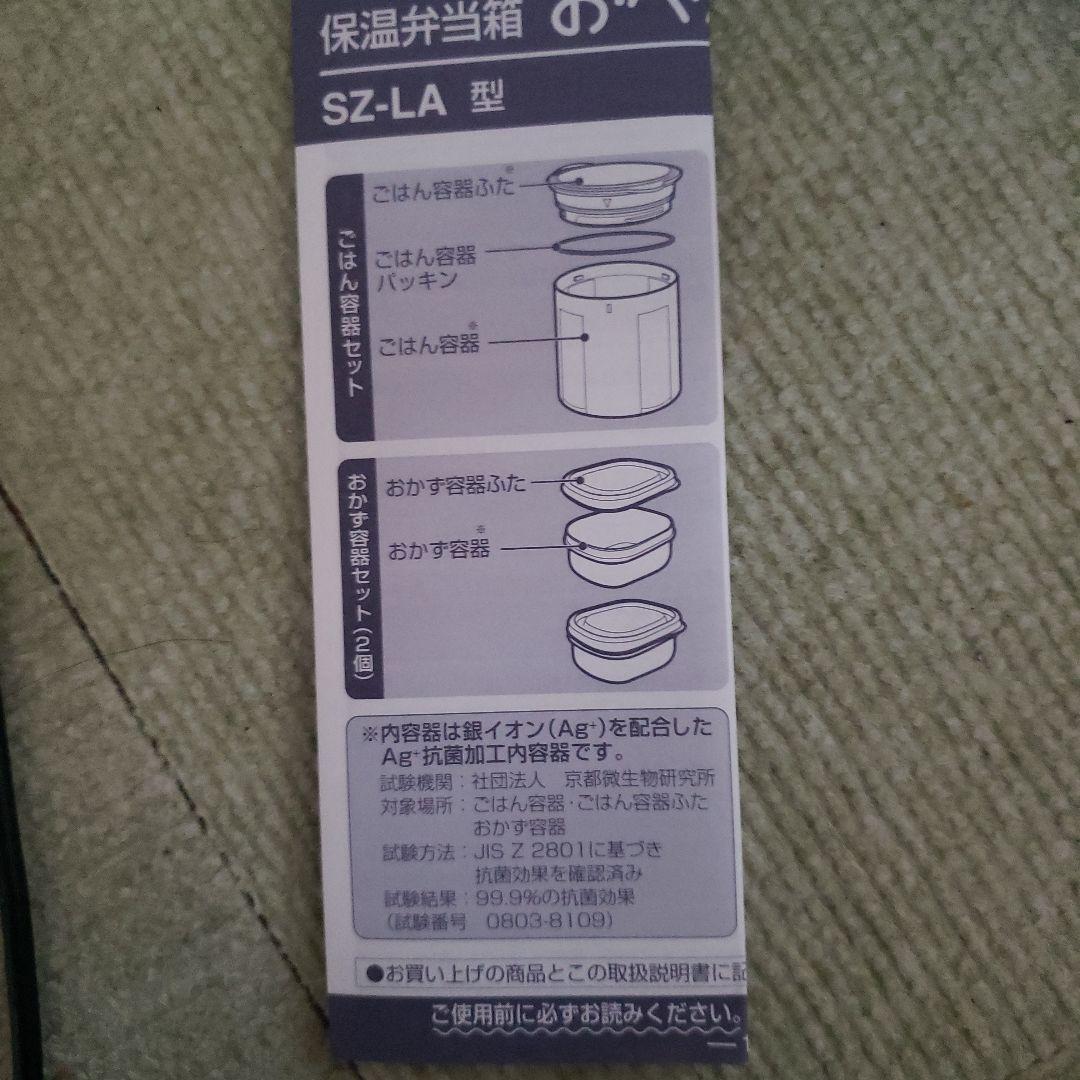 保温弁当箱 お
SZ-LA 型
ごはん容器セット
ごはん容器ふた※
ごはん容器
パッキン
ごはん容器※
おかず容器セット(2個)
おかず容器ふた
おかず容器※
※内容器は銀イオン(Ag⁺)を配合した
Ag⁺抗菌加工内容器です。
試験機関:社団法人 京都微生物研究所
対象場所:ごはん容器・ごはん容器ふた
おかず容器
試験方法:JIS Z 2801に基づき
抗菌効果を確認済み
試験結果:99.9%の抗菌効果
(試験番号 0803-8109)
●お買い上げの商品とこの取扱説明書に記
ご使用前に必ずお読みください。